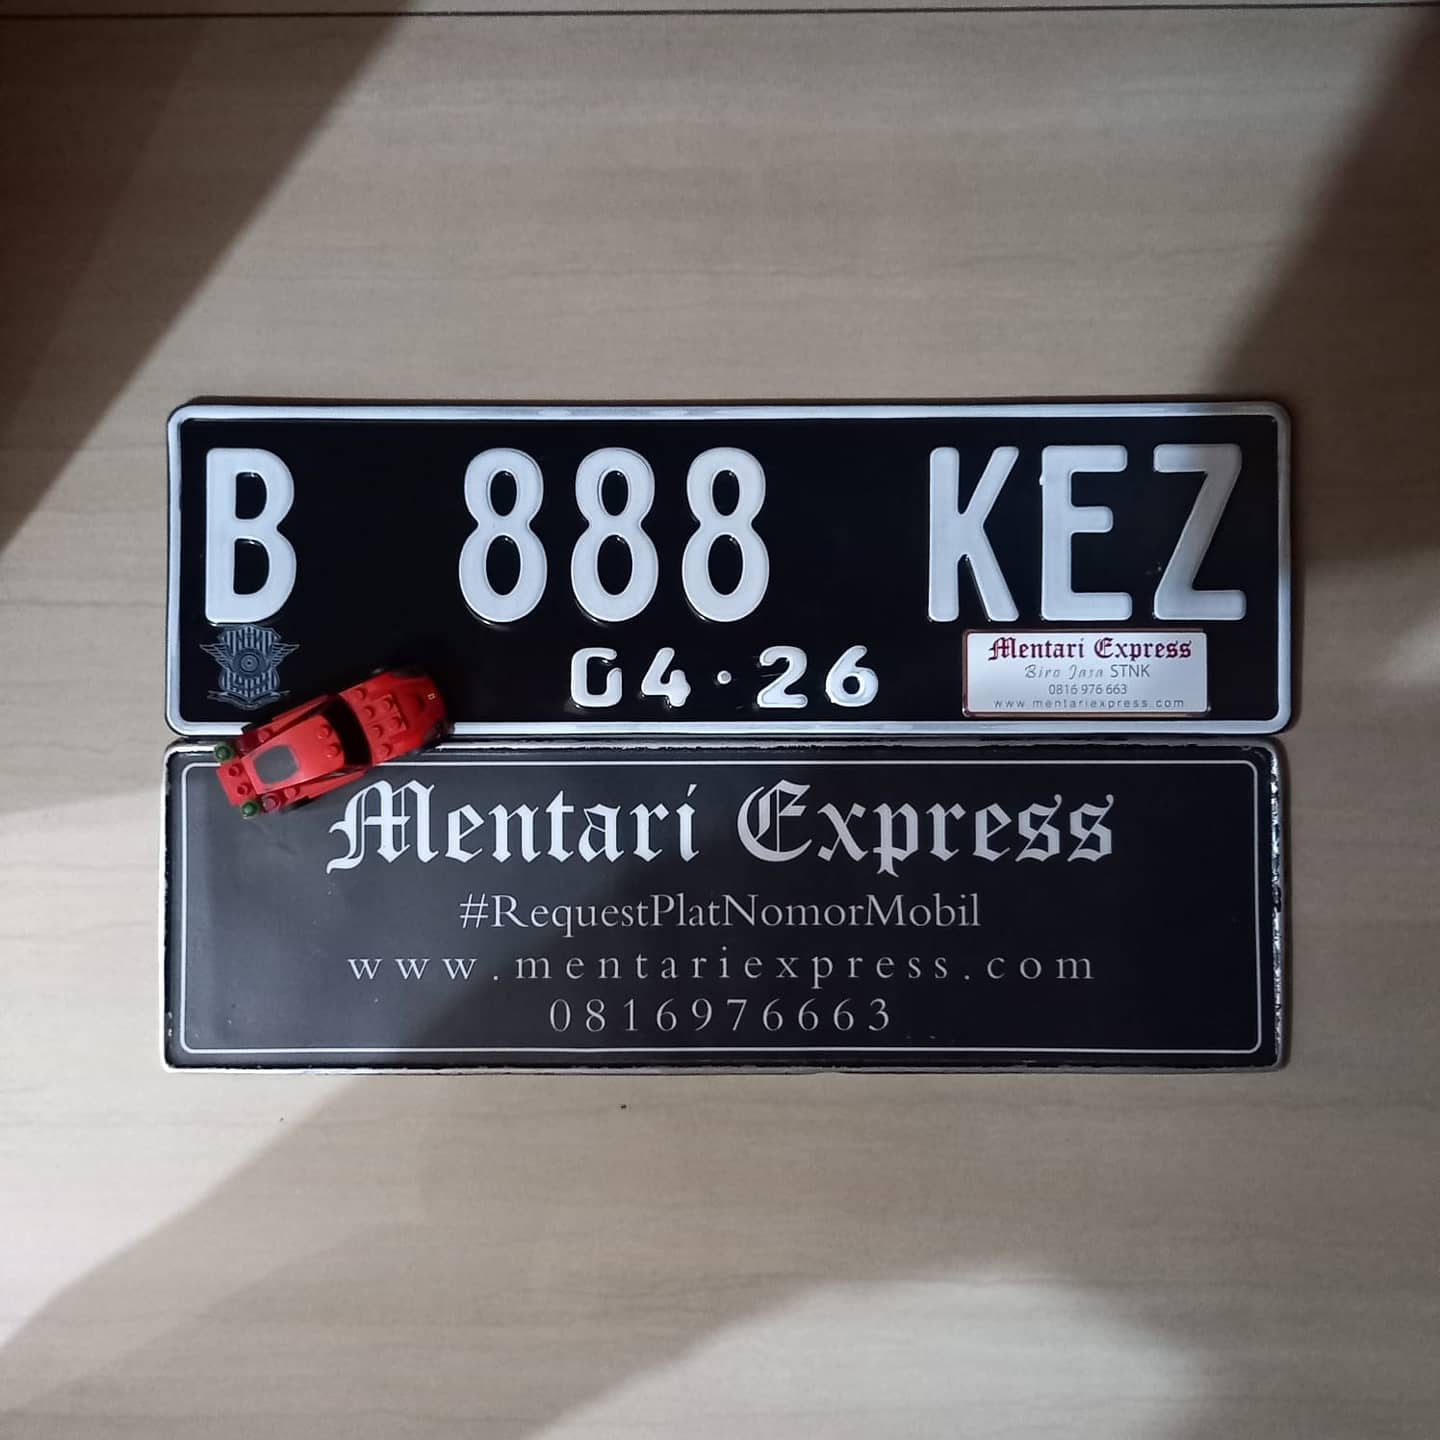 B 888 KEZ
04·26
Mentari Express
Biro Jasa STNK
0816 976 663
www.mentariexpress.com
Mentari Express
#RequestPlatNomorMobil
www.mentariexpress.com
0816976663